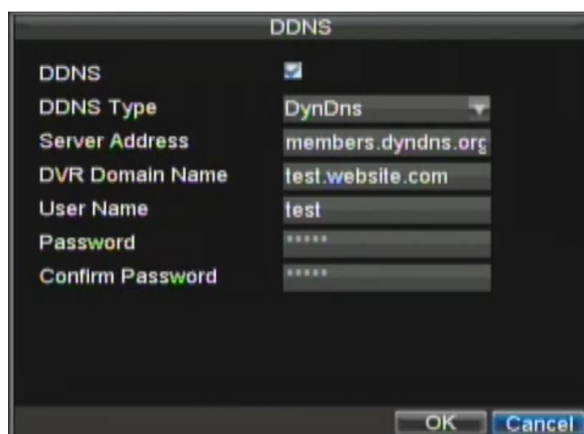 DDNS
DDNS
DDNS Type DynDns
Server Address members.dyndns.org
DVR Domain Name test.website.com
User Name test
Password *****
Confirm Password *****
OK Cancel